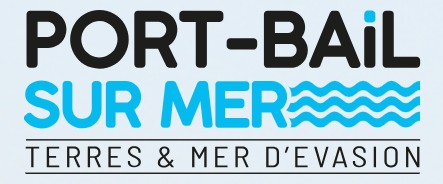 PORT-BAiL
SUR MER
TERRES & MER D'EVASION